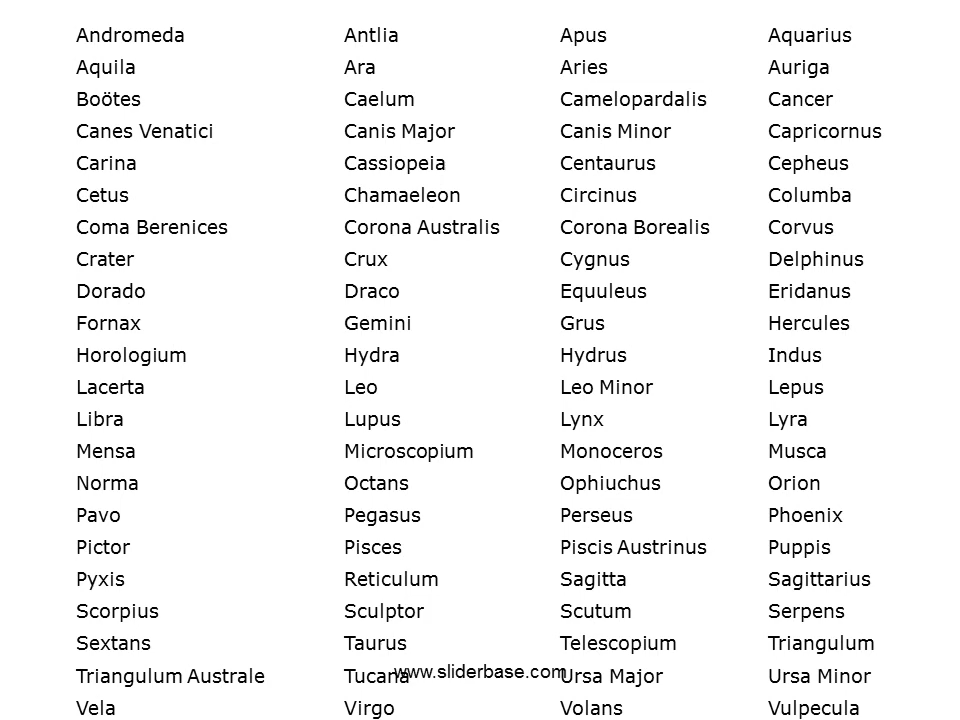 Andromeda Antlia Apus Aquarius
Aquila Ara Aries Auriga
Boötes Caelum Camelopardalis Cancer
Canes Venatici Canis Major Canis Minor Capricornus
Carina Cassiopeia Centaurus Cepheus
Cetus Chamaeleon Circinus Columba
Coma Berenices Corona Australis Corona Borealis Corvus
Crater Crux Cygnus Delphinus
Dorado Draco Equuleus Eridanus
Fornax Gemini Grus Hercules
Horologium Hydra Hydrus Indus
Lacerta Leo Leo Minor Lepus
Libra Lupus Lynx Lyra
Mensa Microscopium Monoceros Musca
Norma Octans Ophiuchus Orion
Pavo Pegasus Perseus Phoenix
Pictor Pisces Piscis Austrinus Puppis
Pyxis Reticulum Sagitta Sagittarius
Scorpius Sculptor Scutum Serpens
Sextans Taurus Telescopium Triangulum
Triangulum Australe Tucana Ursa Major Ursa Minor
www.sliderbase.com
Vela Virgo Volans Vulpecula